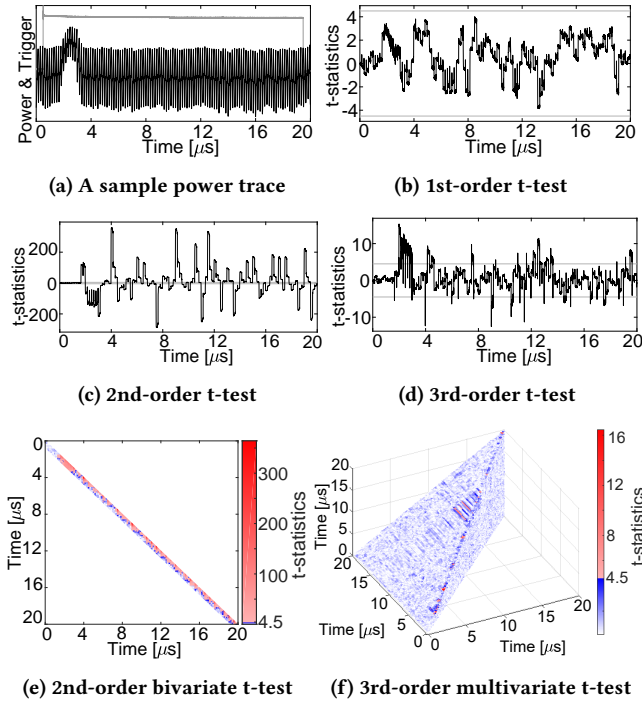 Power & Trigger
0 4 8 12 16 20
Time [μs]
(a) A sample power trace
t-statistics
4
2
0
-2
-4
0 4 8 12 16 20
Time [μs]
(b) 1st-order t-test
t-statistics
200
0
-200
0 4 8 12 16 20
Time [μs]
(c) 2nd-order t-test
t-statistics
10
0
-10
0 4 8 12 16 20
Time [μs]
(d) 3rd-order t-test
Time [μs]
0
4
8
12
16
20
0 4 8 12 16 20
Time [μs]
300
200
100
4.5
t-statistics
(e) 2nd-order bivariate t-test
Time [μs]
20
15
10
5
0
20
15
10
5
0
Time [μs]
0 5 10 15 20
Time [μs]
16
14
12
10
8
6
4.5
2
0
t-statistics
(f) 3rd-order multivariate t-test